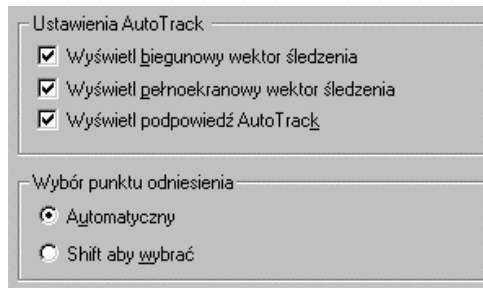 Ustawienia AutoTrack
Wyświetl biegunowy wektor śledzenia
Wyświetl pełnoekranowy wektor śledzenia
Wyświetl podpowiedź AutoTrack
Wybór punktu odniesienia
Automatyczny
Shift aby wybrać